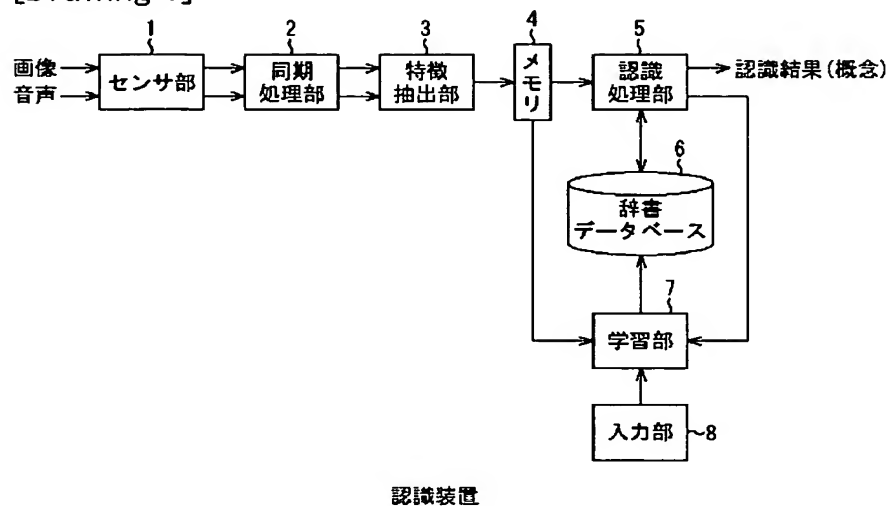 1
2
3
4
5
画像
音声
センサ部
同期
処理部
特徴
抽出部
メモリ
認識
処理部
認識結果(概念)
6
辞書
データベース
7
学習部
入力部
8
認識装置